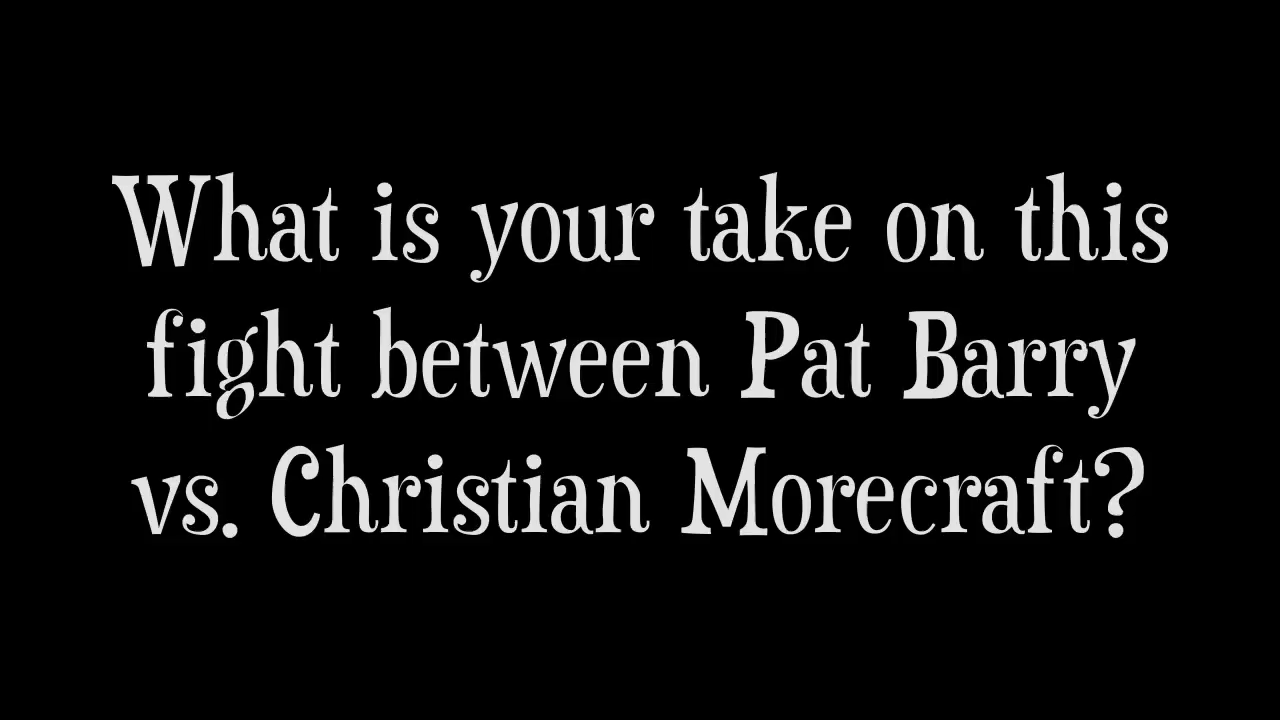 What is your take on this
fight between Pat Barry
vs. Christian Morecraft?